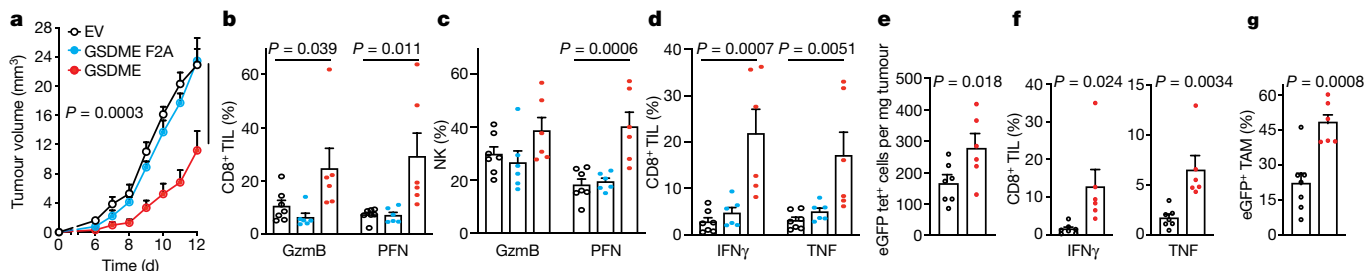 a
Tumour volume (mm³)
28
24
20
16
12
8
4
0
EV
GSDME F2A
GSDME
P = 0.0003
0 6 8 10 12
Time (d)
b
CD8⁺ TIL (%)
60
40
20
0
P = 0.039
P = 0.011
GzmB PFN
c
NK (%)
60
40
20
0
P = 0.0006
GzmB PFN
d
CD8⁺ TIL (%)
40
30
20
10
0
P = 0.0007
P = 0.0051
IFNγ TNF
e
eGFP tet⁺ cells per mg tumour
500
400
300
200
100
0
P = 0.018
f
CD8⁺ TIL (%)
40
30
20
10
0
P = 0.024
IFNγ
15
10
5
0
P = 0.0034
TNF
g
eGFP⁺ TAM (%)
60
45
30
15
0
P = 0.0008